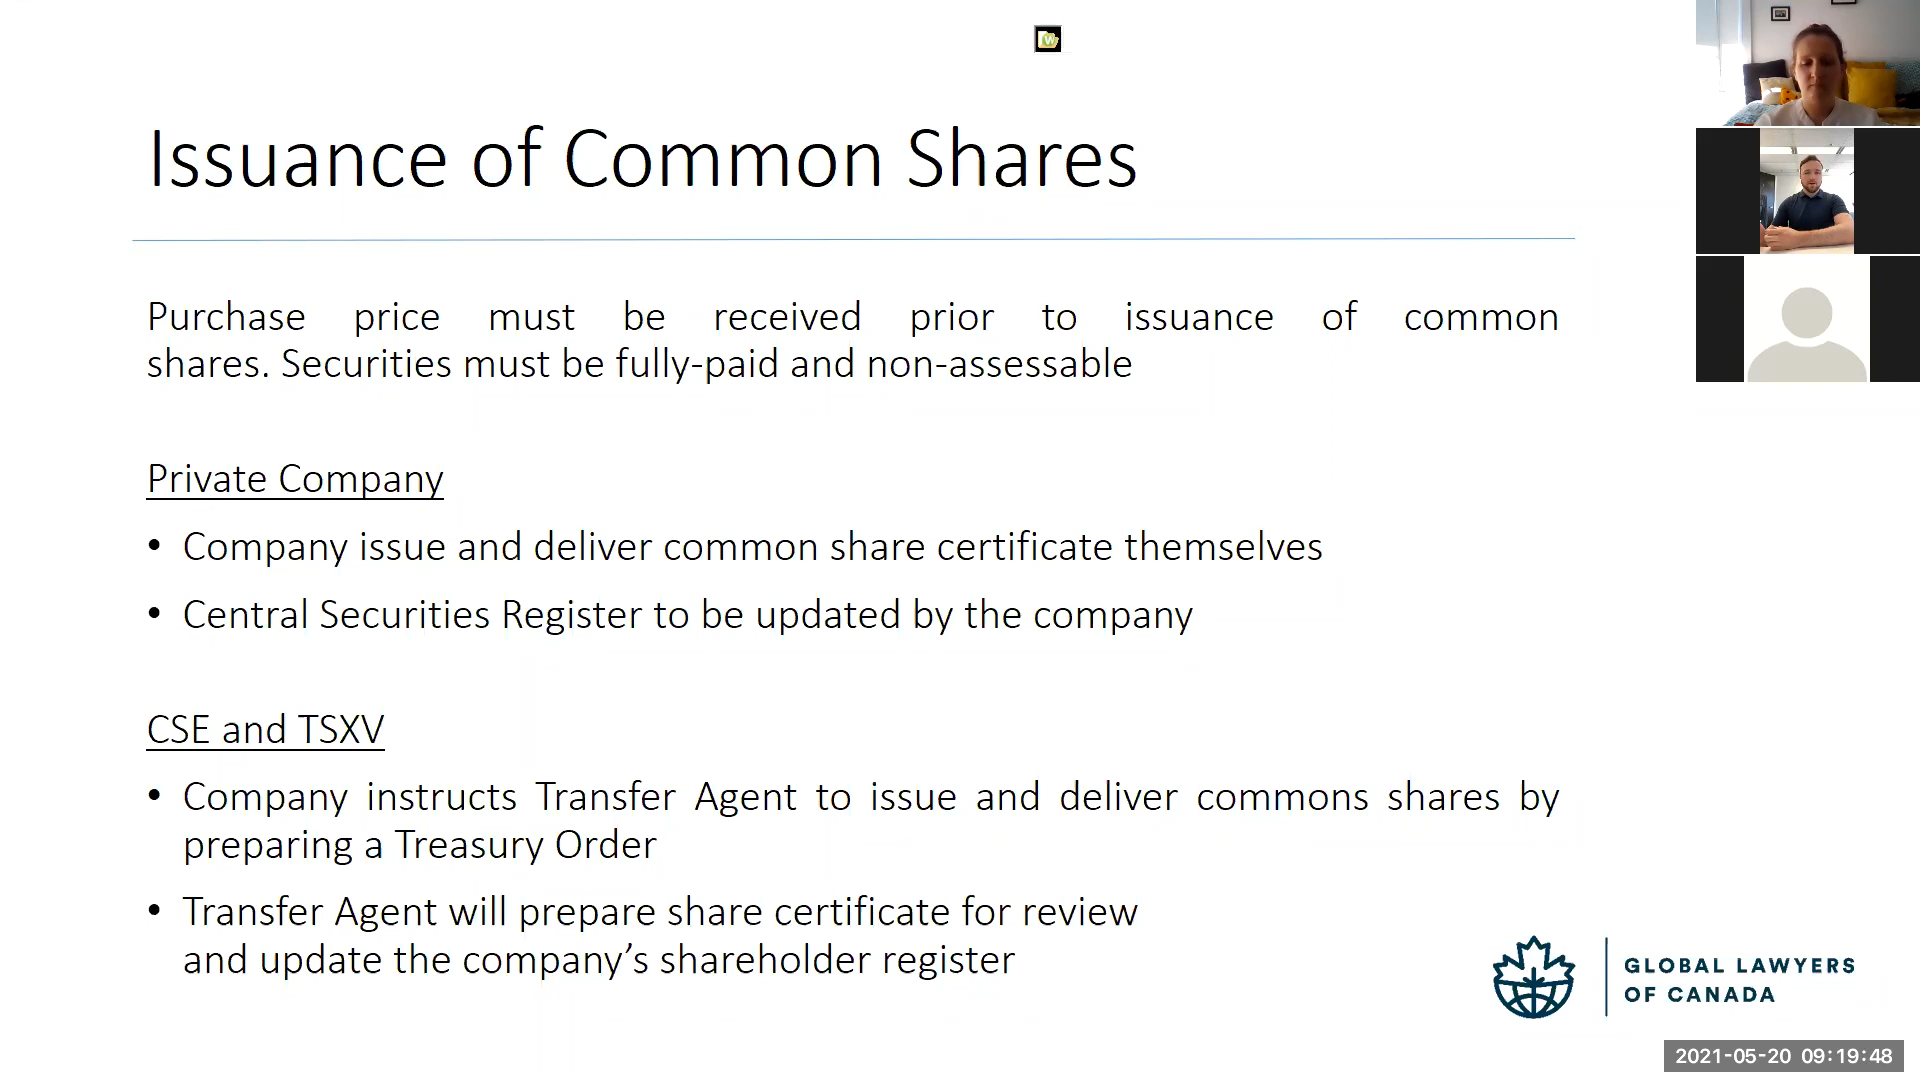 Issuance of Common Shares
Purchase price must be received prior to issuance of common
shares. Securities must be fully-paid and non-assessable
Private Company
• Company issue and deliver common share certificate themselves
• Central Securities Register to be updated by the company
CSE and TSXV
• Company instructs Transfer Agent to issue and deliver commons shares by
preparing a Treasury Order
• Transfer Agent will prepare share certificate for review
and update the company’s shareholder register
GLOBAL LAWYERS
OF CANADA
2021-05-20 09:19:48